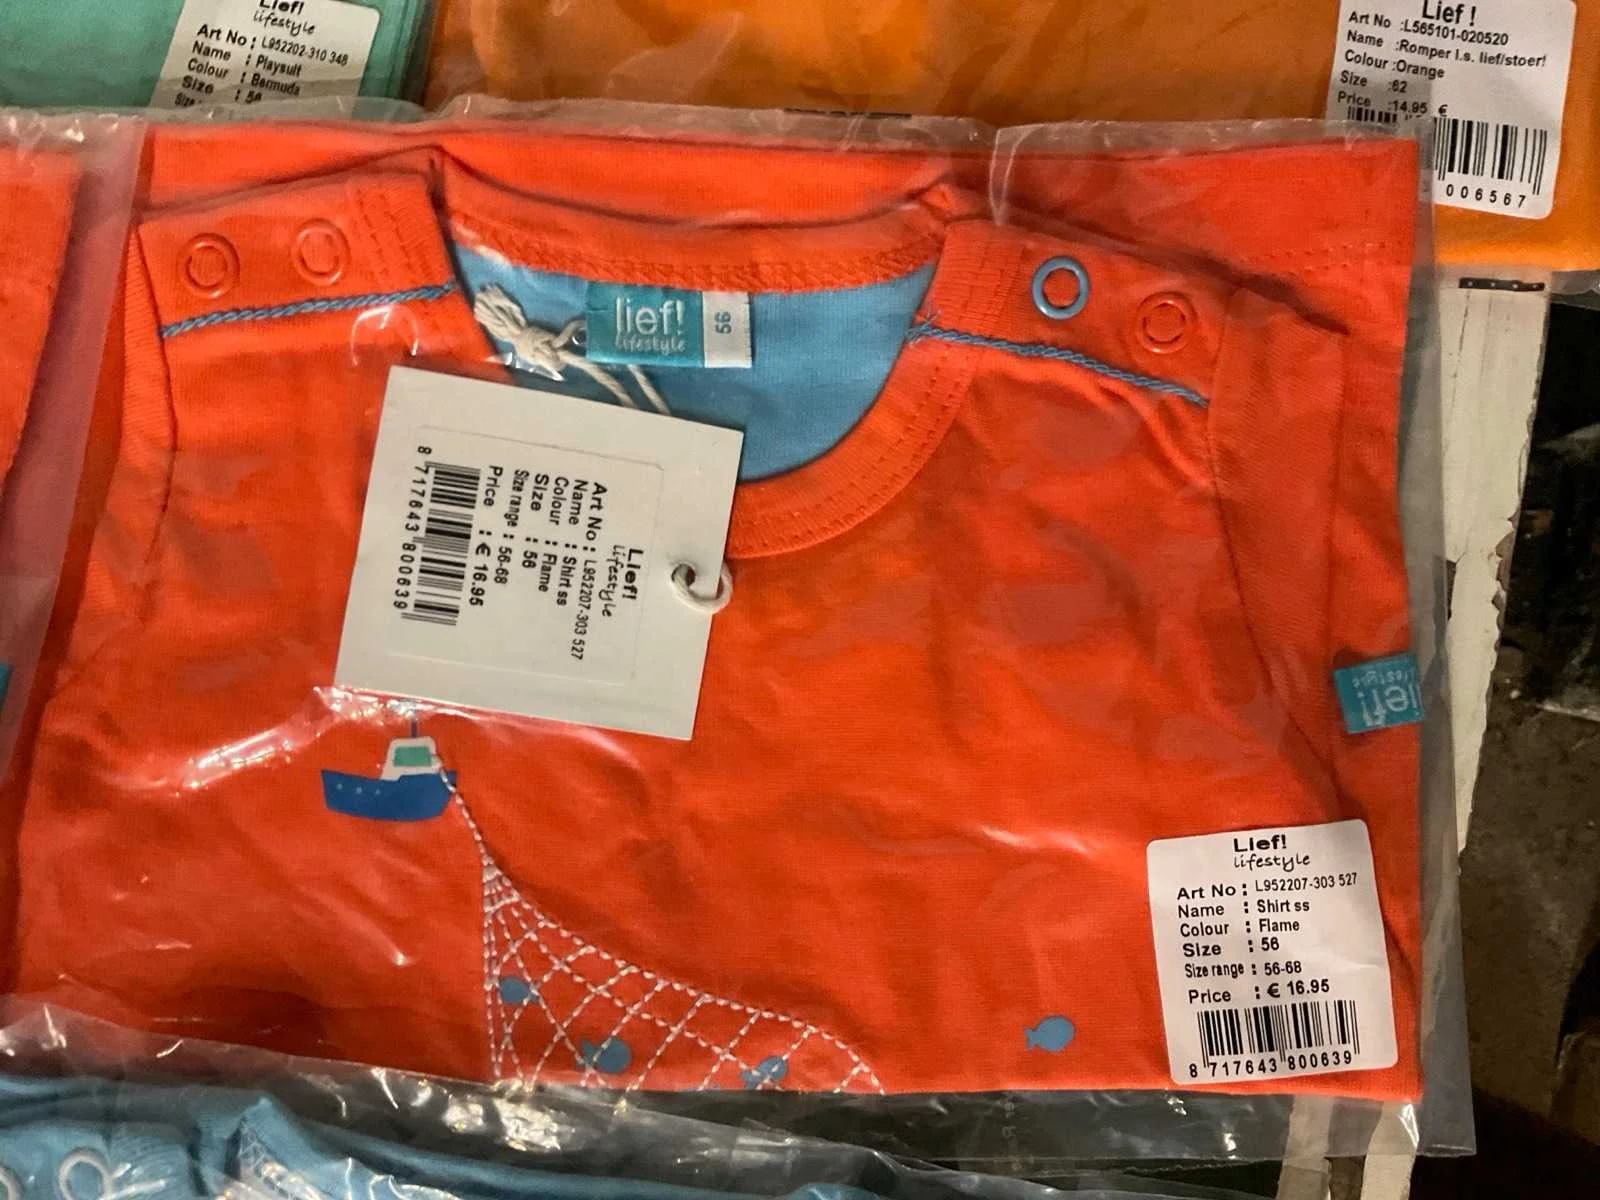 Lief!
lifestyle
Art No : L952202-310 348
Name : Playsuit
Colour : Bermuda
Size : 56
Lief !
Art No :L565101-020520
Name :Romper l.s. lief/stoer!
Colour :Orange
Size :62
Price :14.95 €
006567
lief!
lifestyle
56
Lief!
lifestyle
Art No : L952207-303 527
Name : Shirt ss
Colour : Flame
Size : 56
Size range : 56-68
Price : € 16.95
8 717643 800639
lief!
lifestyle
Lief!
lifestyle
Art No : L952207-303 527
Name : Shirt ss
Colour : Flame
Size : 56
Size range : 56-68
Price : € 16.95
8 717643 800639